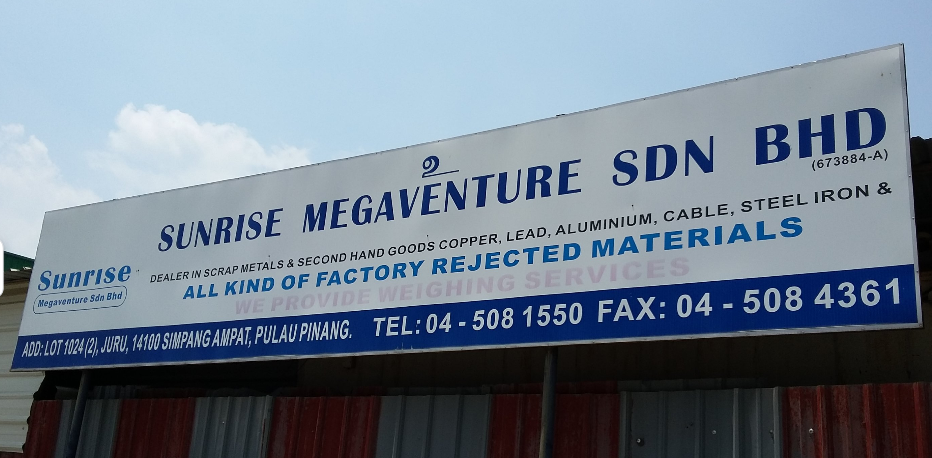 உ
SUNRISE MEGAVENTURE SDN BHD
(673884-A)
Sunrise
Megaventure Sdn Bhd
DEALER IN SCRAP METALS & SECOND HAND GOODS COPPER, LEAD, ALUMINIUM, CABLE, STEEL IRON &
ALL KIND OF FACTORY REJECTED MATERIALS
WE PROVIDE WEIGHING SERVICES
ADD: LOT 1024 (2), JURU, 14100 SIMPANG AMPAT, PULAU PINANG. TEL: 04 - 508 1550 FAX: 04 - 508 4361